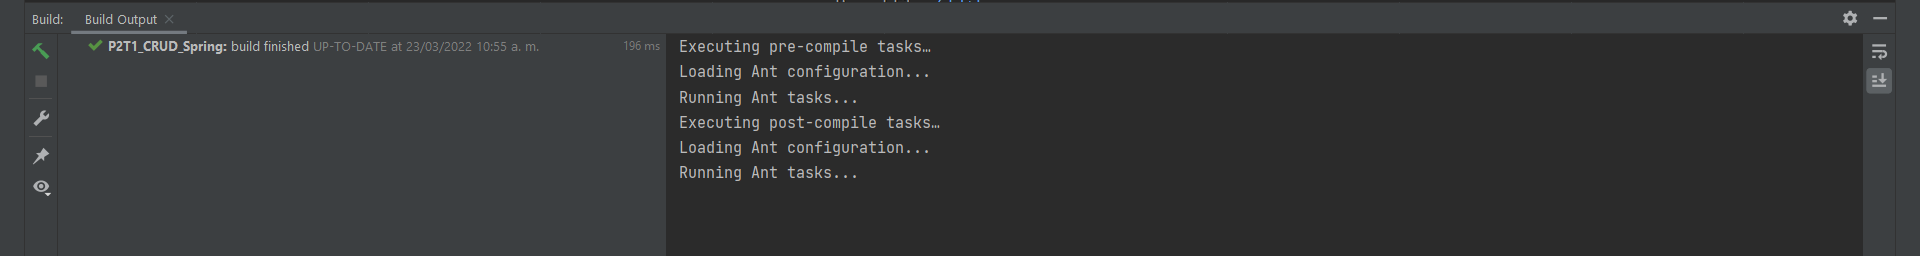 Build: Build Output
P2T1_CRUD_Spring: build finished UP-TO-DATE at 23/03/2022 10:55 a. m. 196 ms
Executing pre-compile tasks…
Loading Ant configuration...
Running Ant tasks...
Executing post-compile tasks…
Loading Ant configuration...
Running Ant tasks...